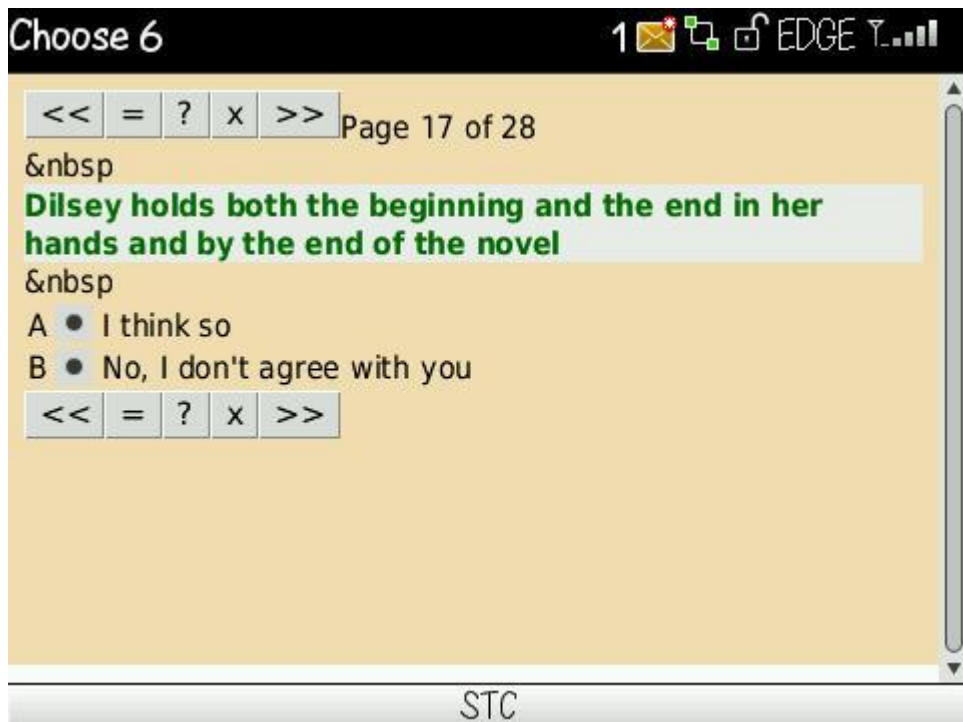 Choose 6 1 EDGE
<< = ? x >> Page 17 of 28
&nbsp
Dilsey holds both the beginning and the end in her
hands and by the end of the novel
&nbsp
A I think so
B No, I don't agree with you
<< = ? x >>
STC